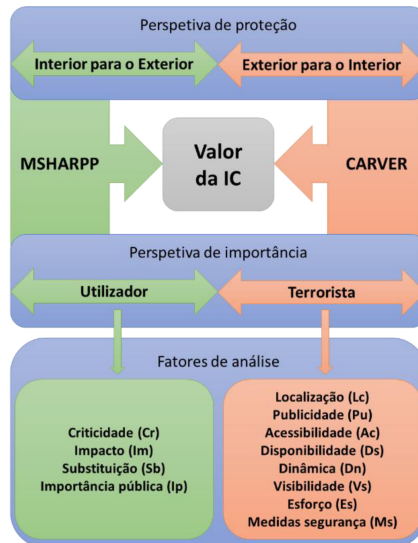 Perspetiva de proteção
Interior para o Exterior
Exterior para o Interior
MSHARPP
Valor
da IC
CARVER
Perspetiva de importância
Utilizador
Terrorista
Fatores de análise
Criticidade (Cr)
Impacto (Im)
Substituição (Sb)
Importância pública (Ip)
Localização (Lc)
Publicidade (Pu)
Acessibilidade (Ac)
Disponibilidade (Ds)
Dinâmica (Dn)
Visibilidade (Vs)
Esforço (Es)
Medidas segurança (Ms)